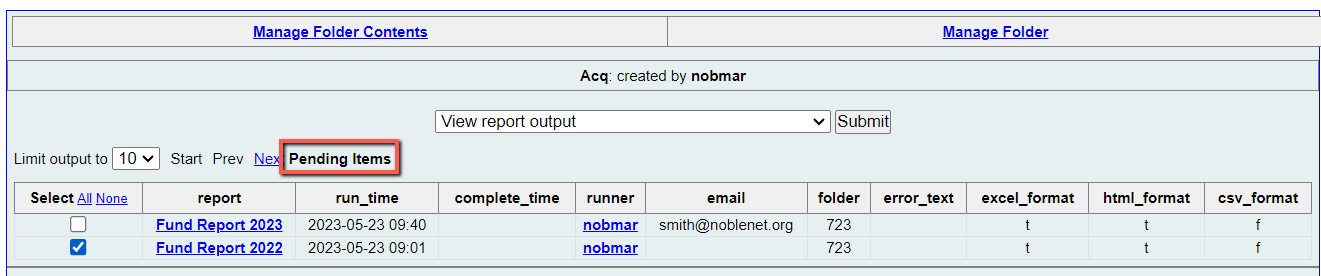 Manage Folder Contents Manage Folder
Acq: created by nobmar
View report output Submit
Limit output to 10 Start Prev Nex Pending Items
Select All None report run_time complete_time runner email folder error_text excel_format html_format csv_format
Fund Report 2023 2023-05-23 09:40 nobmar smith@noblenet.org 723 t t f
Fund Report 2022 2023-05-23 09:01 nobmar 723 t t f